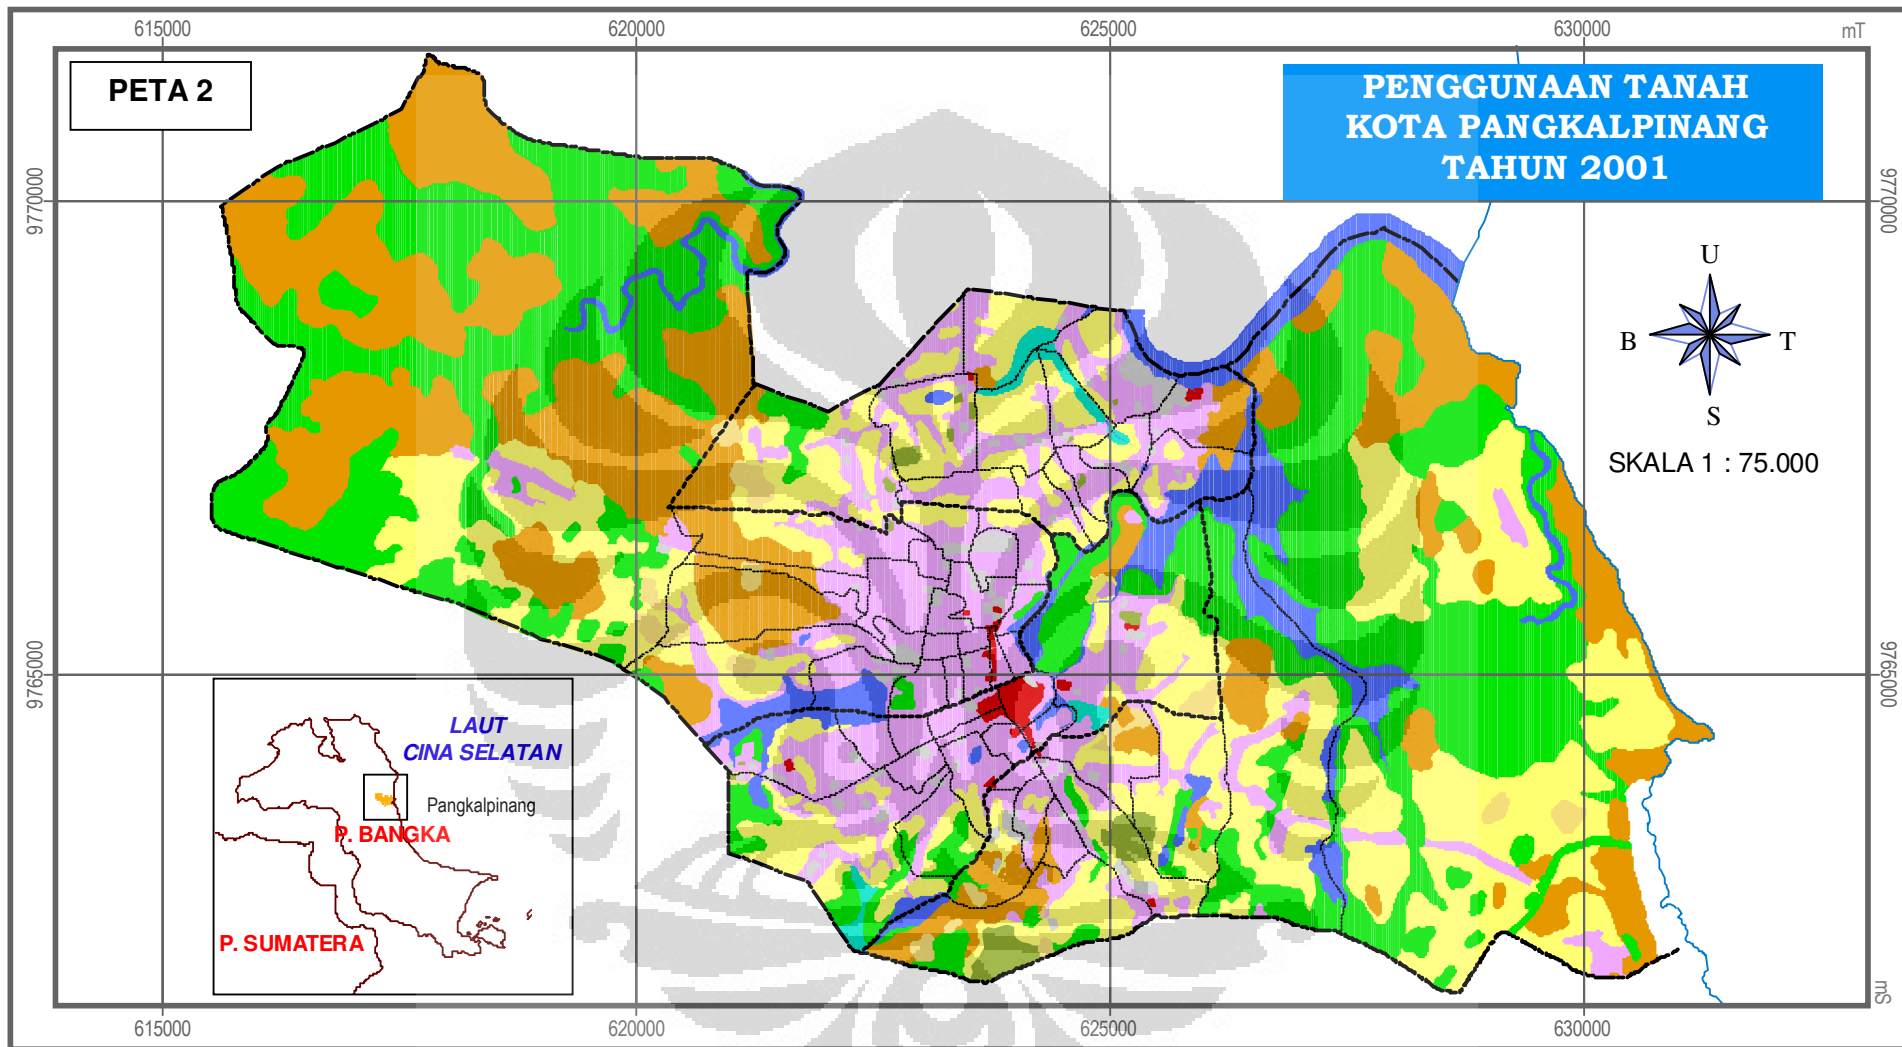 615000 620000 625000 630000 mT
PETA 2
PENGGUNAAN TANAH
KOTA PANGKALPINANG
TAHUN 2001
9770000 9770000
U
B T
S
SKALA 1 : 75.000
9765000 9765000
LAUT
CINA SELATAN
Pangkalpinang
P. BANGKA
P. SUMATERA
mS
615000 620000 625000 630000